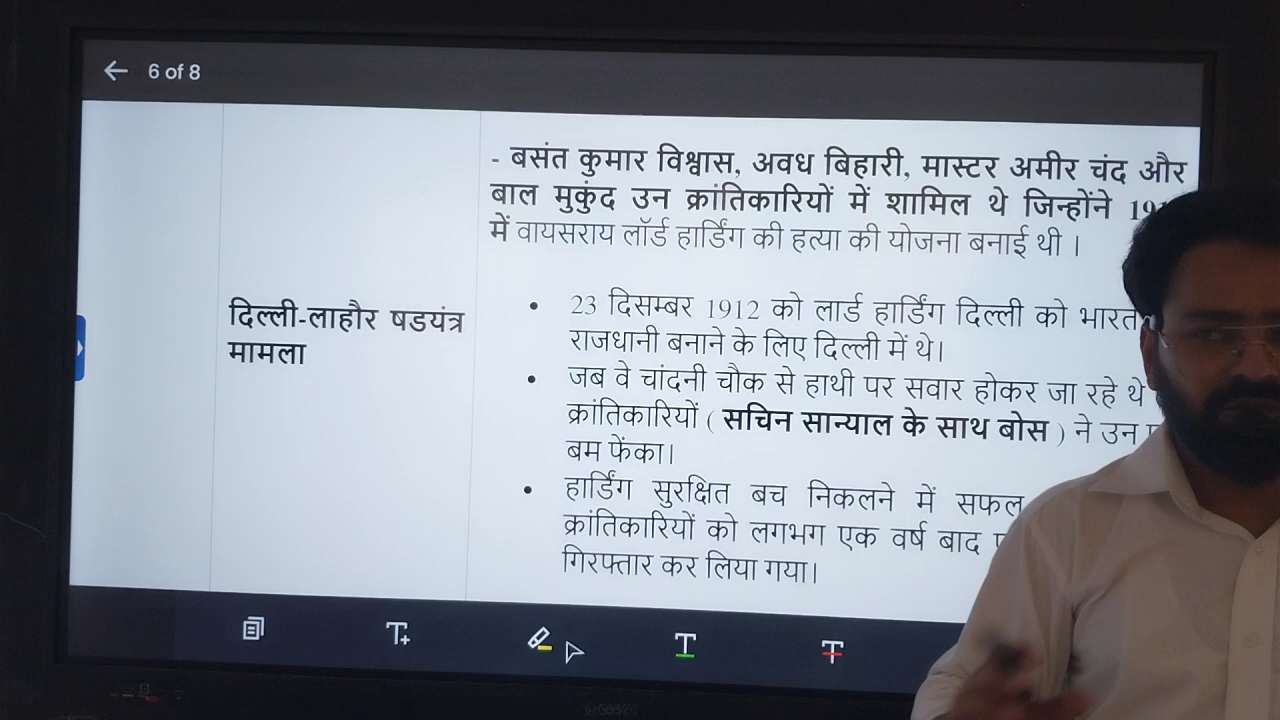 6 of 8
- बसंत कुमार विश्वास, अवध बिहारी, मास्टर अमीर चंद और
बाल मुकुंद उन क्रांतिकारियों में शामिल थे जिन्होंने
में वायसराय लॉर्ड हार्डिंग की हत्या की योजना बनाई थी ।
दिल्ली-लाहौर षडयंत्र
मामला
• 23 दिसम्बर 1912 को लार्ड हार्डिंग दिल्ली को भारत
राजधानी बनाने के लिए दिल्ली में थे।
• जब वे चांदनी चौक से हाथी पर सवार होकर जा रहे थे
क्रांतिकारियों ( सचिन सान्याल के साथ बोस ) ने उन
बम फेंका।
• हार्डिंग सुरक्षित बच निकलने में सफल
क्रांतिकारियों को लगभग एक वर्ष बाद
गिरफ्तार कर लिया गया।